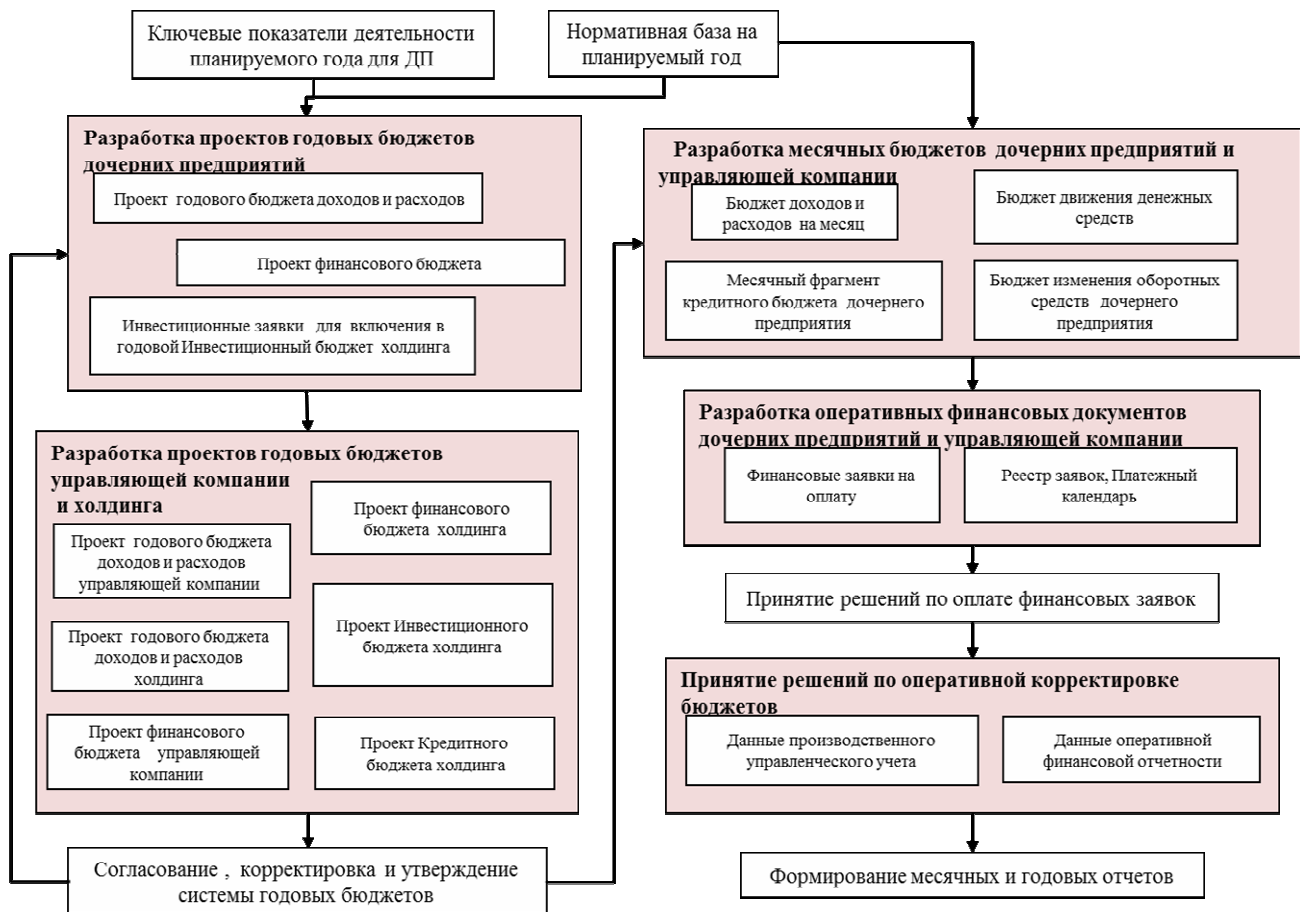 Ключевые показатели деятельности
планируемого года для ДП
Нормативная база на
планируемый год
Разработка проектов годовых бюджетов
дочерних предприятий
Проект годового бюджета доходов и расходов
Проект финансового бюджета
Инвестиционные заявки для включения в
годовой Инвестиционный бюджет холдинга
Разработка проектов годовых бюджетов
управляющей компании
и холдинга
Проект годового бюджета
доходов и расходов
управляющей компании
Проект годового бюджета
доходов и расходов
холдинга
Проект финансового
бюджета управляющей
компании
Проект финансового
бюджета холдинга
Проект Инвестиционного
бюджета холдинга
Проект Кредитного
бюджета холдинга
Согласование , корректировка и утверждение
системы годовых бюджетов
Разработка месячных бюджетов дочерних предприятий и
управляющей компании
Бюджет доходов и
расходов на месяц
Бюджет движения денежных
средств
Месячный фрагмент
кредитного бюджета дочернего
предприятия
Бюджет изменения оборотных
средств дочернего
предприятия
Разработка оперативных финансовых документов
дочерних предприятий и управляющей компании
Финансовые заявки на
оплату
Реестр заявок, Платежный
календарь
Принятие решений по оплате финансовых заявок
Принятие решений по оперативной корректировке
бюджетов
Данные производственного
управленческого учета
Данные оперативной
финансовой отчетности
Формирование месячных и годовых отчетов